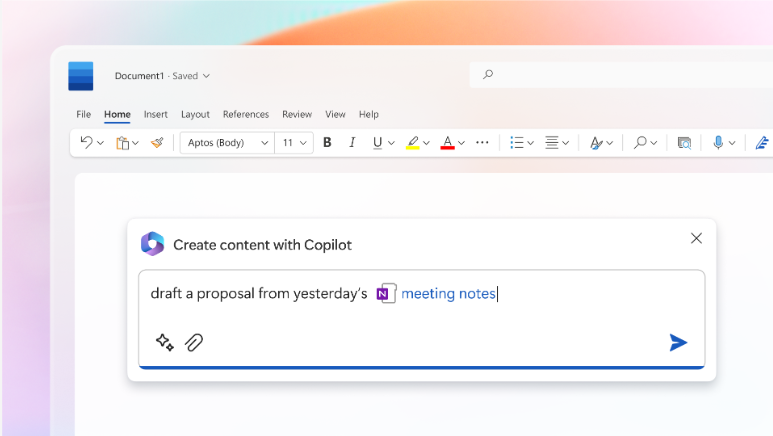 Document1 · Saved
File Home Insert Layout References Review View Help
Aptos (Body) 11 B I U A
Create content with Copilot
draft a proposal from yesterday's N meeting notes